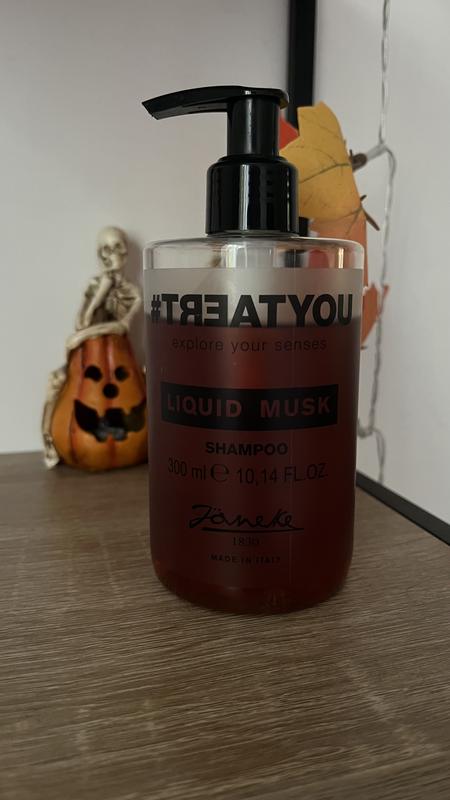 #TREATYOU
explore your senses
LIQUID MUSK
SHAMPOO
300 ml ℮ 10,14 FL.OZ.
Jäneke
1830
MADE IN ITALY